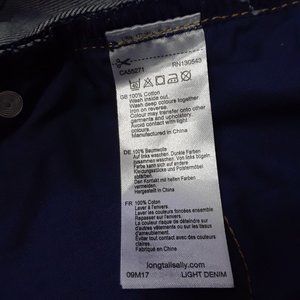 CA55271 RN130543
GB 100% Cotton
Wash inside out.
Wash deep colours together
Iron on reverse.
Colour may transfer onto other
garments and upholstery.
Avoid contact with light
colours.
Manufactured in China
DE 100% Baumwolle
Auf links waschen. Dunkle Farben
zusammen waschen. Von links bügeln
Farbe kann sich auf andere
Kleidungsstücke und Polstermöbel
abfärben.
Den Kontakt mit hellen Farben
vermeiden.
Hergestellt in China
FR 100% Coton
Laver à l'envers.
Laver les couleurs foncées ensemble
Repasser sur l'envers.
La couleur risque de déteindre sur
d'autres vêtements ou sur les tissus
d'ameublement.
Eviter tout contact avec des couleurs
claires.
Fabriqué en China
longtallsally.com
09M17 LIGHT DENIM